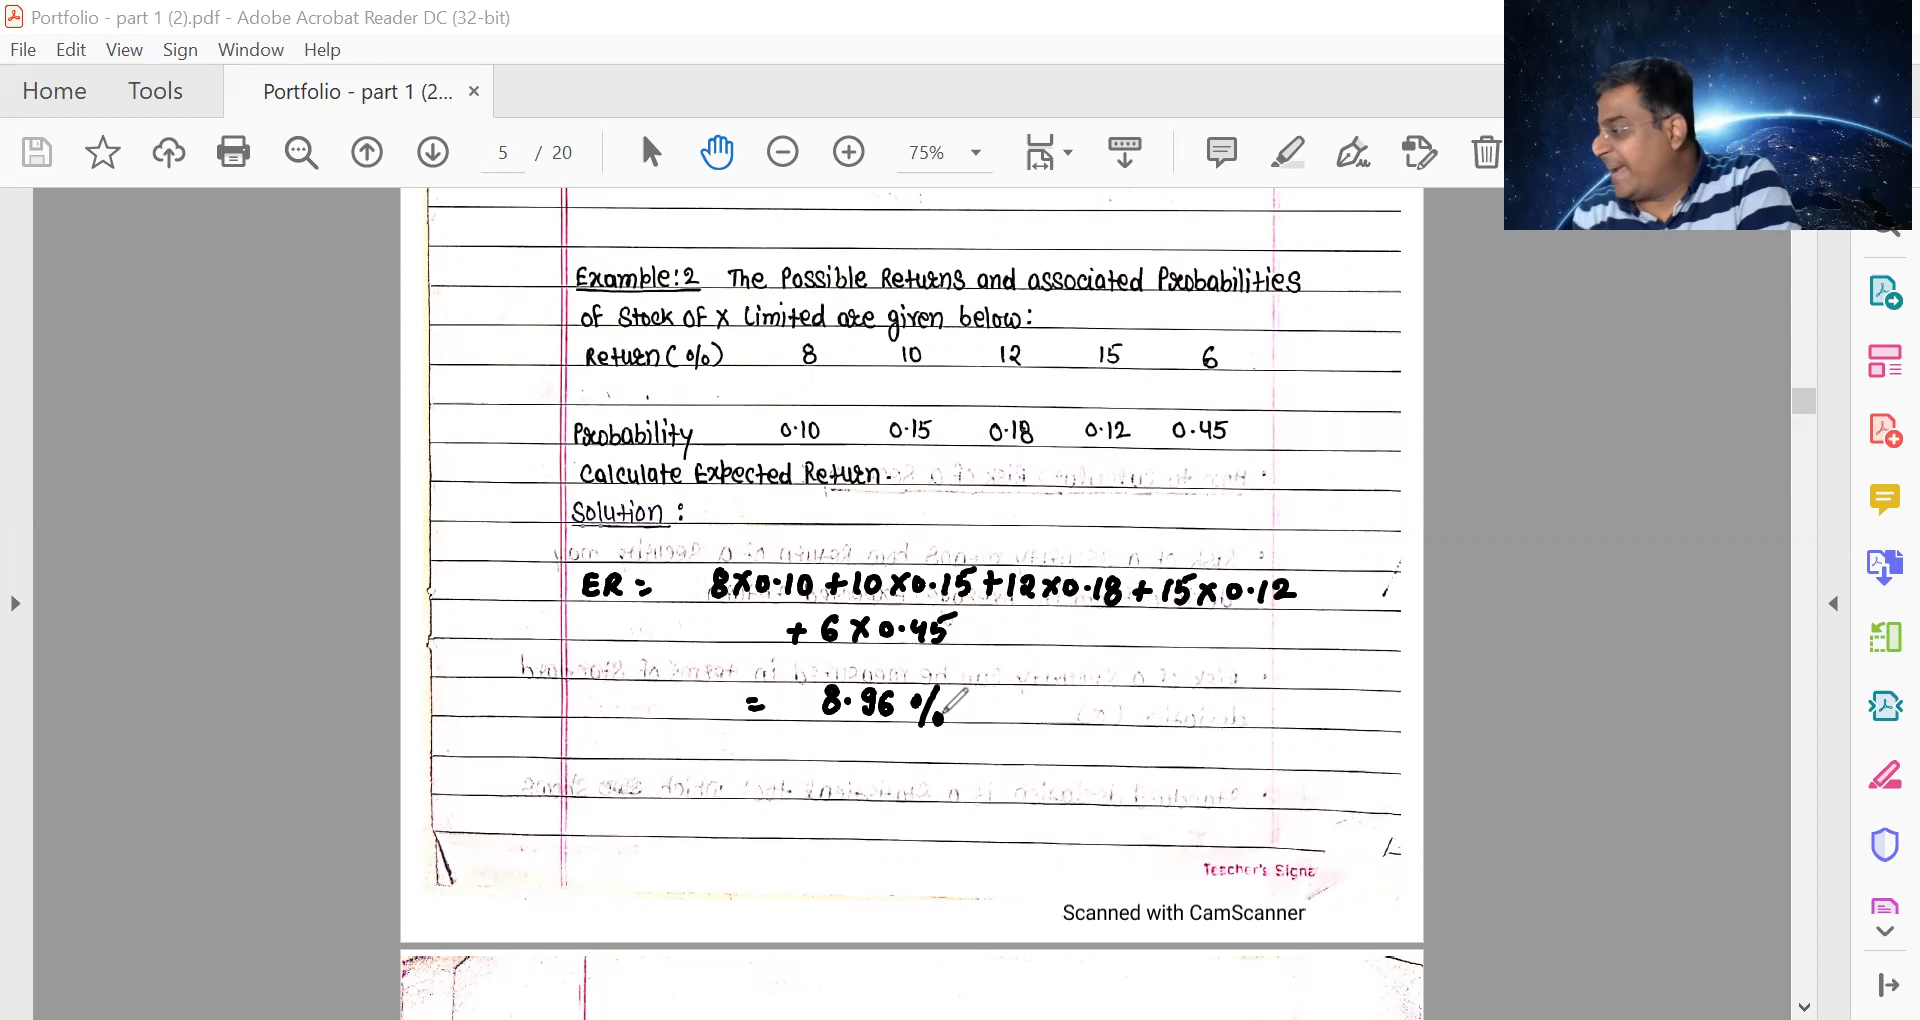 Portfolio - part 1 (2).pdf - Adobe Acrobat Reader DC (32-bit)
File Edit View Sign Window Help
Home Tools Portfolio - part 1 (2... ×
5 / 20 75%
Example:2 The Possible Returns and associated Probabilities
of Stock of X Limited are given below:
Return (%) 8 10 12 15 6
Probability 0.10 0.15 0.18 0.12 0.45
Calculate Expected Return.
Solution:
ER = 8×0.10 + 10×0.15 + 12×0.18 + 15×0.12
+ 6×0.45
= 8.96 %
Teacher's Signa
Scanned with CamScanner